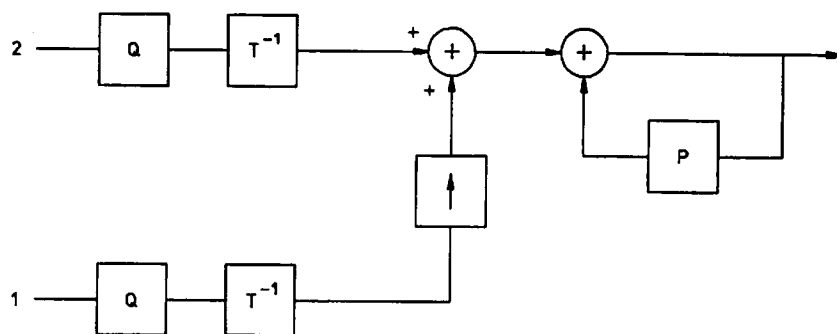 2 Q T⁻¹ + + +
+
P
1 Q T⁻¹